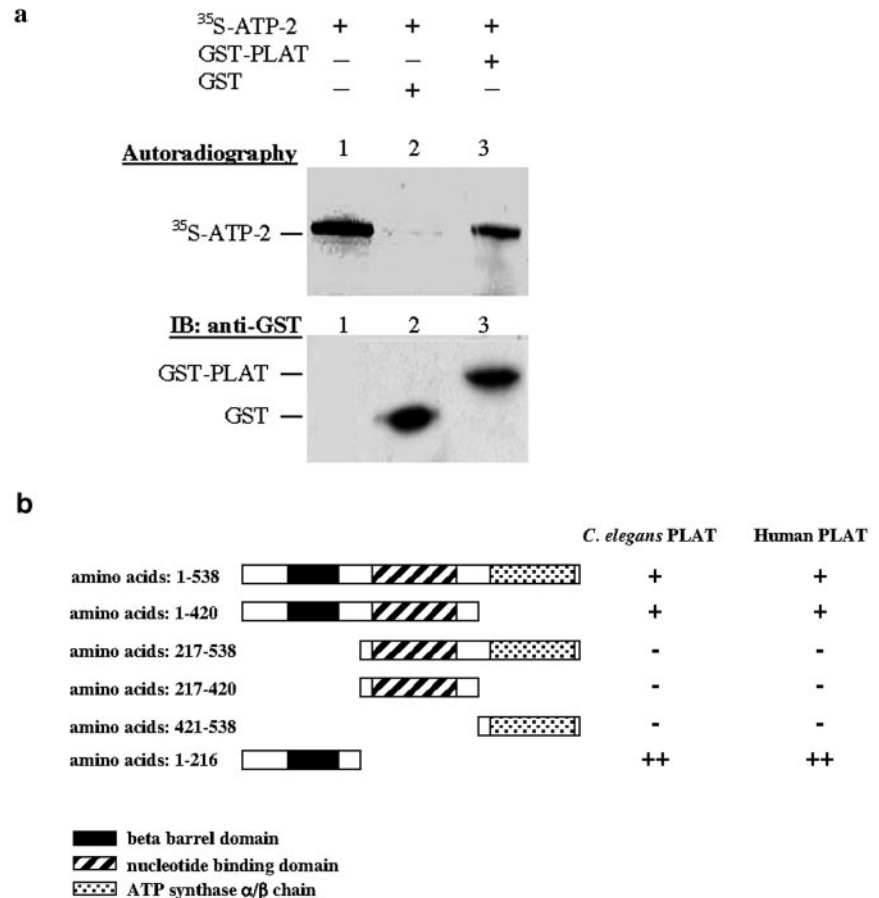 a
³⁵S-ATP-2 + + +
GST-PLAT – – +
GST – + –
Autoradiography 1 2 3
³⁵S-ATP-2 —
IB: anti-GST 1 2 3
GST-PLAT —
GST —
b
C. elegans PLAT Human PLAT
amino acids: 1-538 + +
amino acids: 1-420 + +
amino acids: 217-538 - -
amino acids: 217-420 - -
amino acids: 421-538 - -
amino acids: 1-216 ++ ++
beta barrel domain
nucleotide binding domain
ATP synthase α/β chain